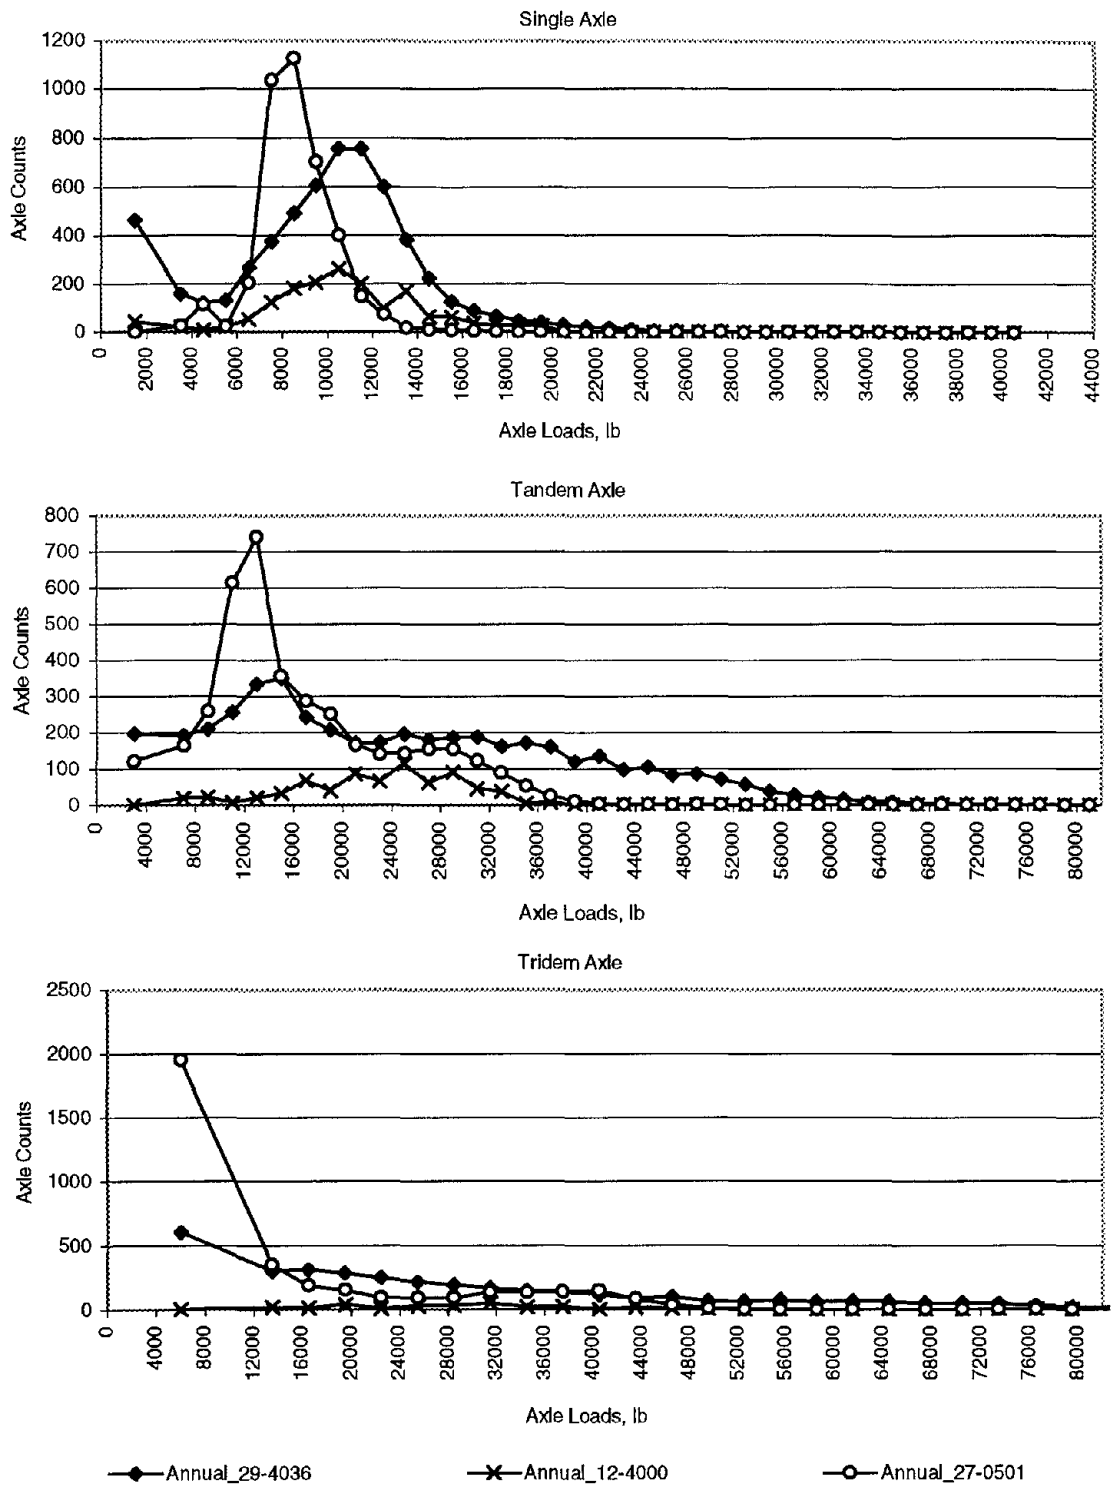 Single Axle
1200
1000
800
600
400
200
0
Axle Counts
0 2000 4000 6000 8000 10000 12000 14000 16000 18000 20000 22000 24000 26000 28000 30000 32000 34000 36000 38000 40000 42000 44000
Axle Loads, lb
Tandem Axle
800
700
600
500
400
300
200
100
0
Axle Counts
0 4000 8000 12000 16000 20000 24000 28000 32000 36000 40000 44000 48000 52000 56000 60000 64000 68000 72000 76000 80000
Axle Loads, lb
Tridem Axle
2500
2000
1500
1000
500
0
Axle Counts
0 4000 8000 12000 16000 20000 24000 28000 32000 36000 40000 44000 48000 52000 56000 60000 64000 68000 72000 76000 80000
Axle Loads, lb
Annual_29-4036 Annual_12-4000 Annual_27-0501